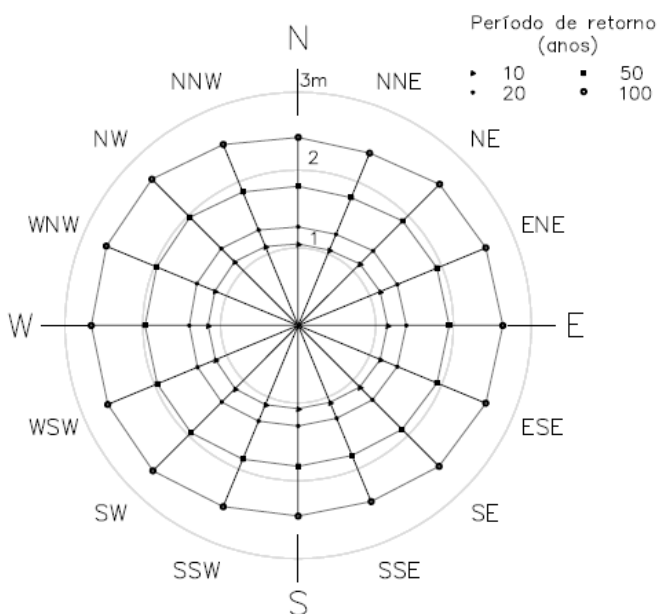 Período de retorno
(anos)
10 50
20 100
N
3m
NNW NNE
NW NE
2
WNW ENE
1
W E
WSW ESE
SW SE
SSW SSE
S